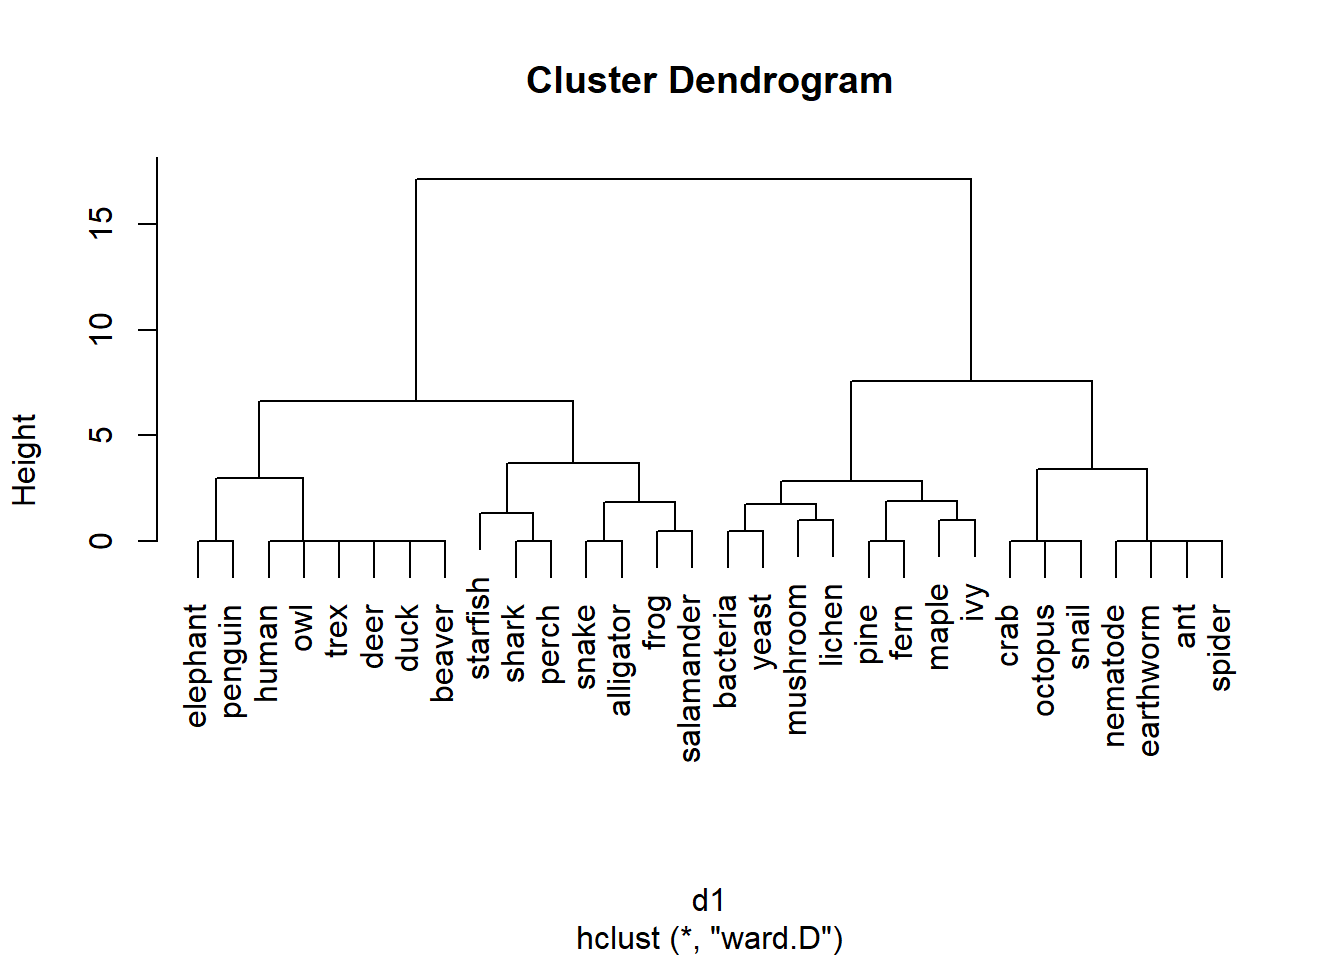 Cluster Dendrogram
Height
15
10
5
0
elephant
penguin
human
owl
trex
deer
duck
beaver
starfish
shark
perch
snake
alligator
frog
salamander
bacteria
yeast
mushroom
lichen
pine
fern
maple
ivy
crab
octopus
snail
nematode
earthworm
ant
spider
d1
hclust (*, "ward.D")